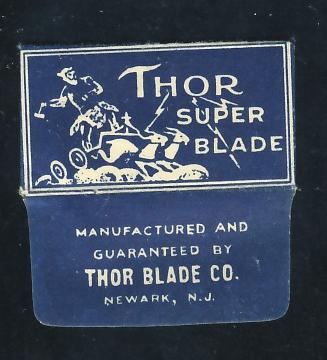 THOR
SUPER
BLADE
MANUFACTURED AND
GUARANTEED BY
THOR BLADE CO.
NEWARK, N.J.